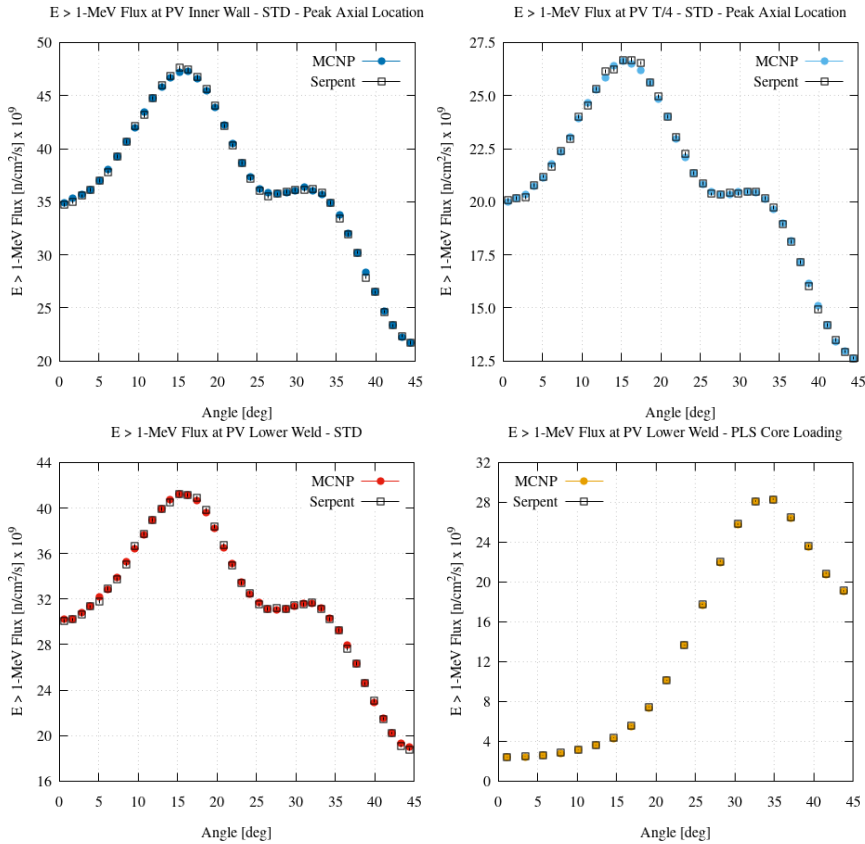 E > 1-MeV Flux at PV Inner Wall - STD - Peak Axial Location
50
45
40
35
30
25
20
E > 1-MeV Flux [n/cm²/s] x 10⁹
MCNP
Serpent
0 5 10 15 20 25 30 35 40 45
Angle [deg]
E > 1-MeV Flux at PV T/4 - STD - Peak Axial Location
27.5
25.0
22.5
20.0
17.5
15.0
12.5
E > 1-MeV Flux [n/cm²/s] x 10⁹
MCNP
Serpent
0 5 10 15 20 25 30 35 40 45
Angle [deg]
E > 1-MeV Flux at PV Lower Weld - STD
44
40
36
32
28
24
20
16
E > 1-MeV Flux [n/cm²/s] x 10⁹
MCNP
Serpent
0 5 10 15 20 25 30 35 40 45
Angle [deg]
E > 1-MeV Flux at PV Lower Weld - PLS Core Loading
32
28
24
20
16
12
8
4
0
E > 1-MeV Flux [n/cm²/s] x 10⁹
MCNP
Serpent
0 5 10 15 20 25 30 35 40 45
Angle [deg]